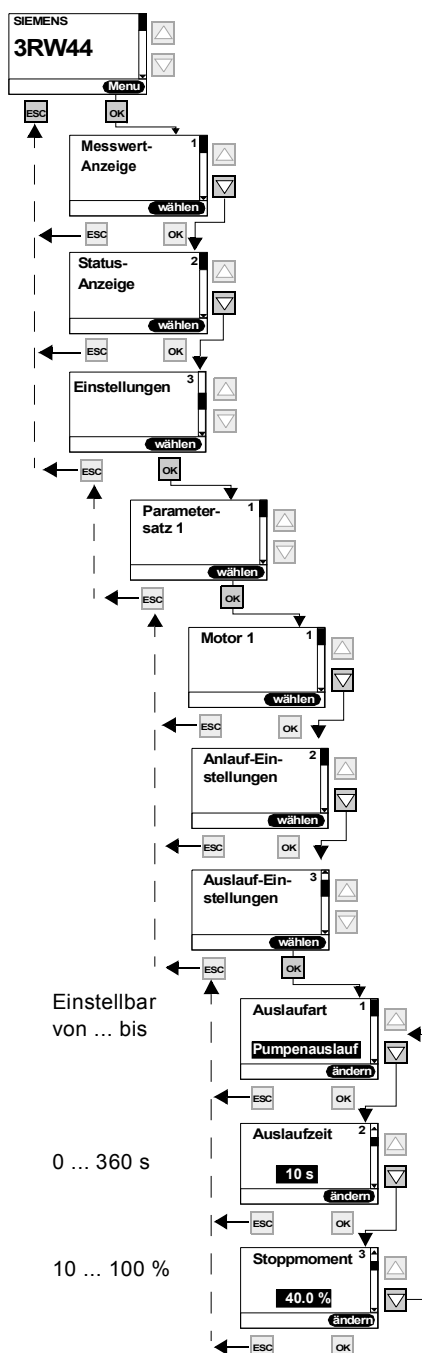 SIEMENS
3RW44
Menu
ESC
OK
Messwert-
Anzeige
1
wählen
ESC
OK
Status-
Anzeige
2
wählen
ESC
OK
Einstellungen
3
wählen
ESC
OK
Parameter-
satz 1
1
wählen
ESC
OK
Motor 1
1
wählen
ESC
OK
Anlauf-Ein-
stellungen
2
wählen
ESC
OK
Auslauf-Ein-
stellungen
3
wählen
ESC
OK
Einstellbar
von ... bis
Auslaufart
1
Pumpenauslauf
ändern
ESC
OK
0 ... 360 s
Auslaufzeit
2
10 s
ändern
ESC
OK
10 ... 100 %
Stoppmoment
3
40.0 %
ändern
ESC
OK